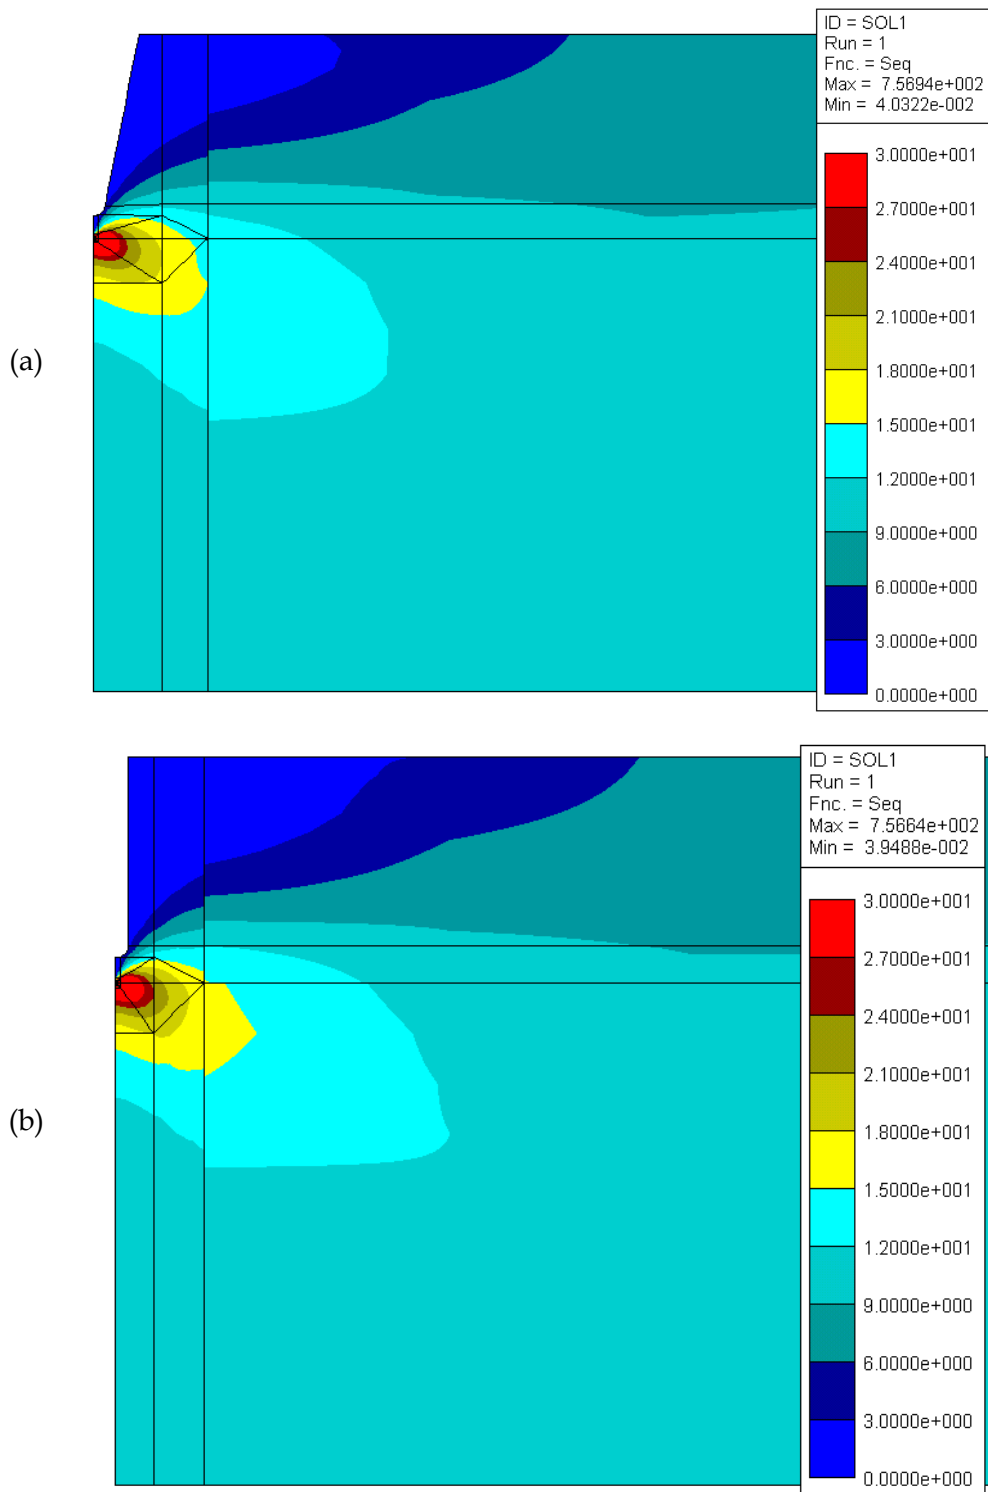 ID = SOL1
Run = 1
Fnc. = Seq
Max = 7.5694e+002
Min = 4.0322e-002
3.0000e+001
2.7000e+001
2.4000e+001
2.1000e+001
1.8000e+001
1.5000e+001
1.2000e+001
9.0000e+000
6.0000e+000
3.0000e+000
0.0000e+000
(a)
ID = SOL1
Run = 1
Fnc. = Seq
Max = 7.5664e+002
Min = 3.9488e-002
3.0000e+001
2.7000e+001
2.4000e+001
2.1000e+001
1.8000e+001
1.5000e+001
1.2000e+001
9.0000e+000
6.0000e+000
3.0000e+000
0.0000e+000
(b)